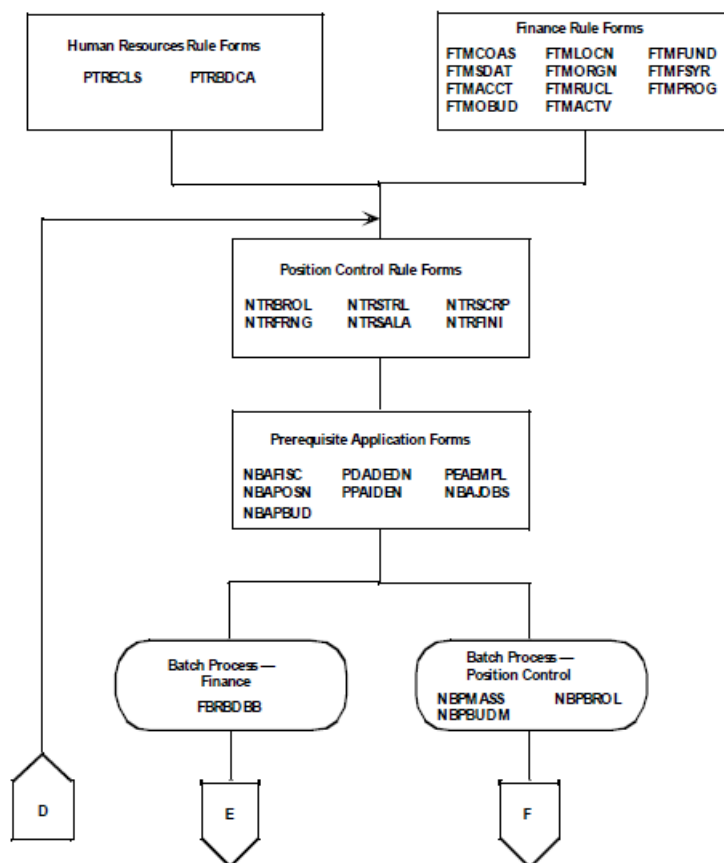 Human Resources Rule Forms
PTRECLS PTRBDCA
Finance Rule Forms
FTMCOAS FTMLOCN FTMFUND
FTMSDAT FTMORGN FTMFSYR
FTMACCT FTMRUCL FTMPROG
FTMOBUD FTMACTV
Position Control Rule Forms
NTRBROL NTRSTRL NTRSCRP
NTRFRNG NTRSALA NTRFINI
Prerequisite Application Forms
NBAFISC PDADEDN PEAEMPL
NBAPOSN PPAIDEN NBAJOBS
NBAPBUD
Batch Process —
Finance
FBRBDBB
Batch Process —
Position Control
NBPMASS NBPBROL
NBPBUDM
D
E
F